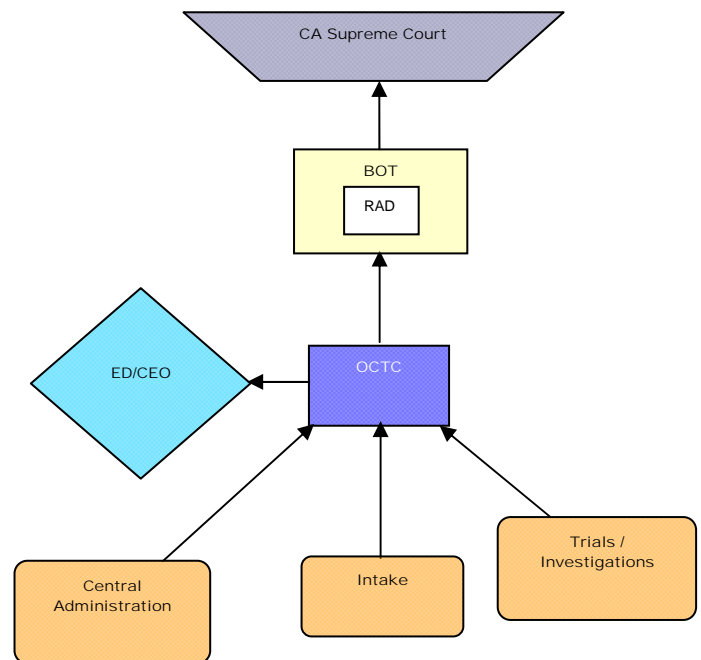 CA Supreme Court
BOT
RAD
ED/CEO
OCTC
Central
Administration
Intake
Trials /
Investigations